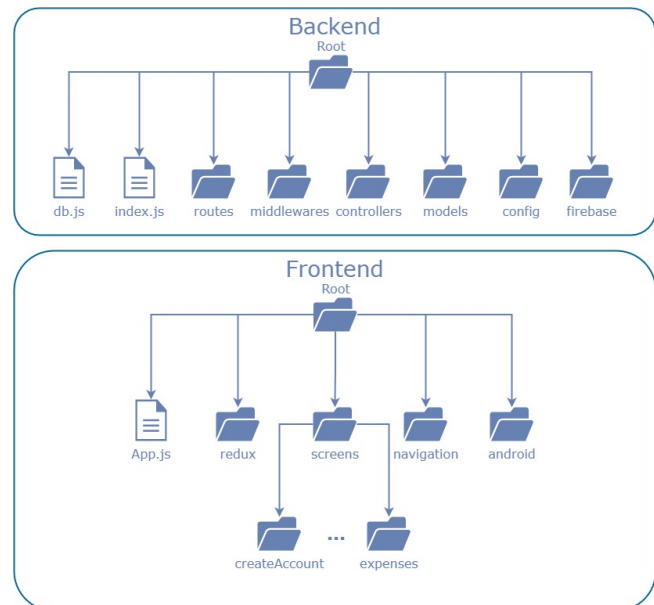 Backend
Root
db.js index.js routes middlewares controllers models config firebase
Frontend
Root
App.js redux screens navigation android
createAccount ... expenses